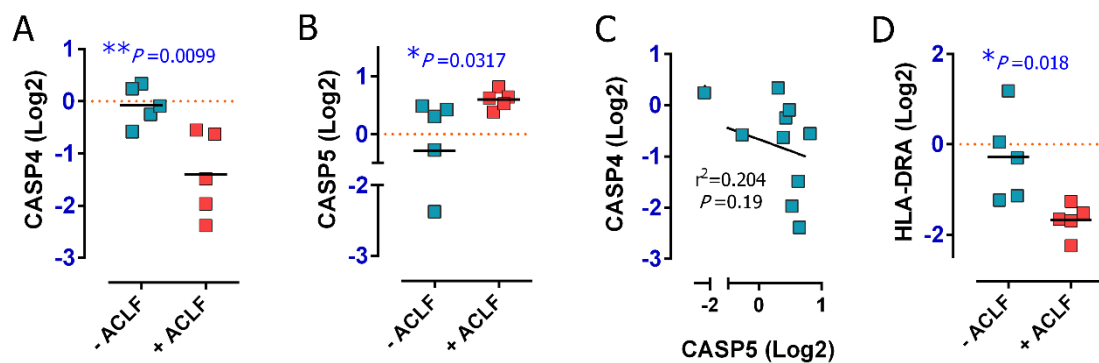 A
**P=0.0099
CASP4 (Log2)
1
0
-1
-2
-3
- ACLF
+ ACLF
B
*P=0.0317
CASP5 (Log2)
1
0
-2
-3
- ACLF
+ ACLF
C
CASP4 (Log2)
1
0
-1
-2
-3
r²=0.204
P=0.19
-2
0
1
CASP5 (Log2)
D
*P=0.018
HLA-DRA (Log2)
2
0
-2
- ACLF
+ ACLF